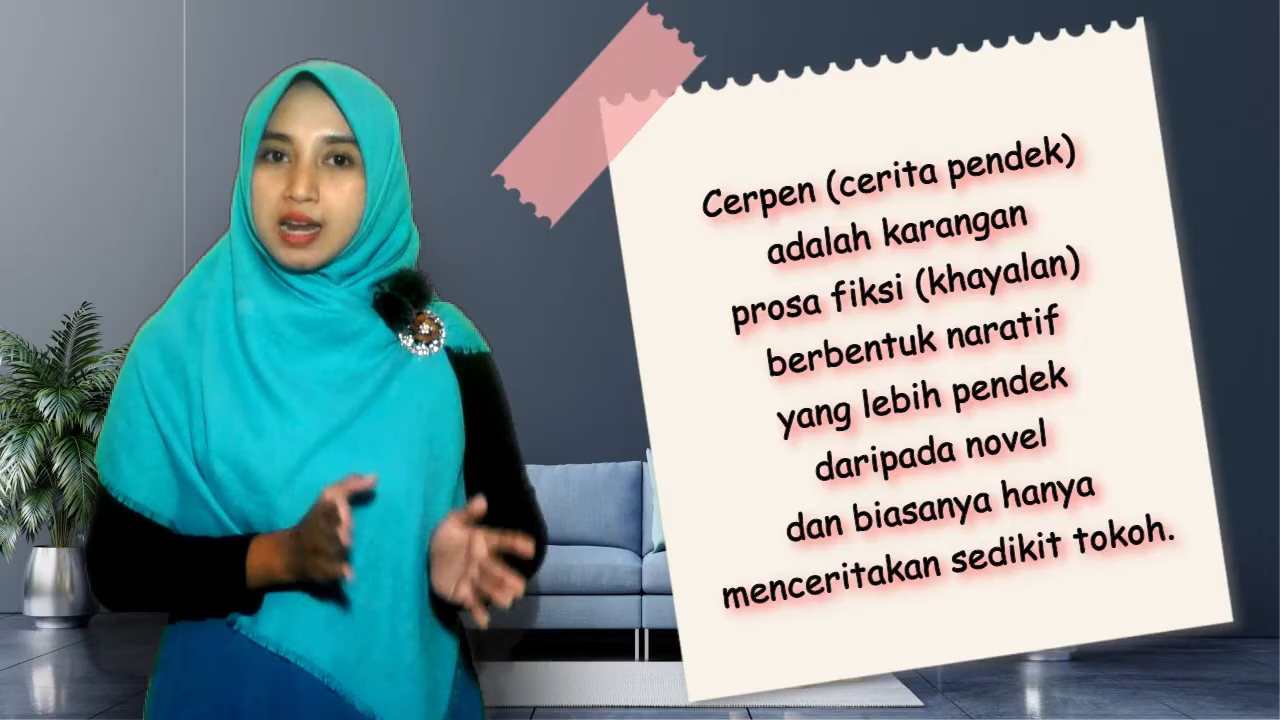 Cerpen (cerita pendek)
adalah karangan
prosa fiksi (khayalan)
berbentuk naratif
yang lebih pendek
daripada novel
dan biasanya hanya
menceritakan sedikit tokoh.